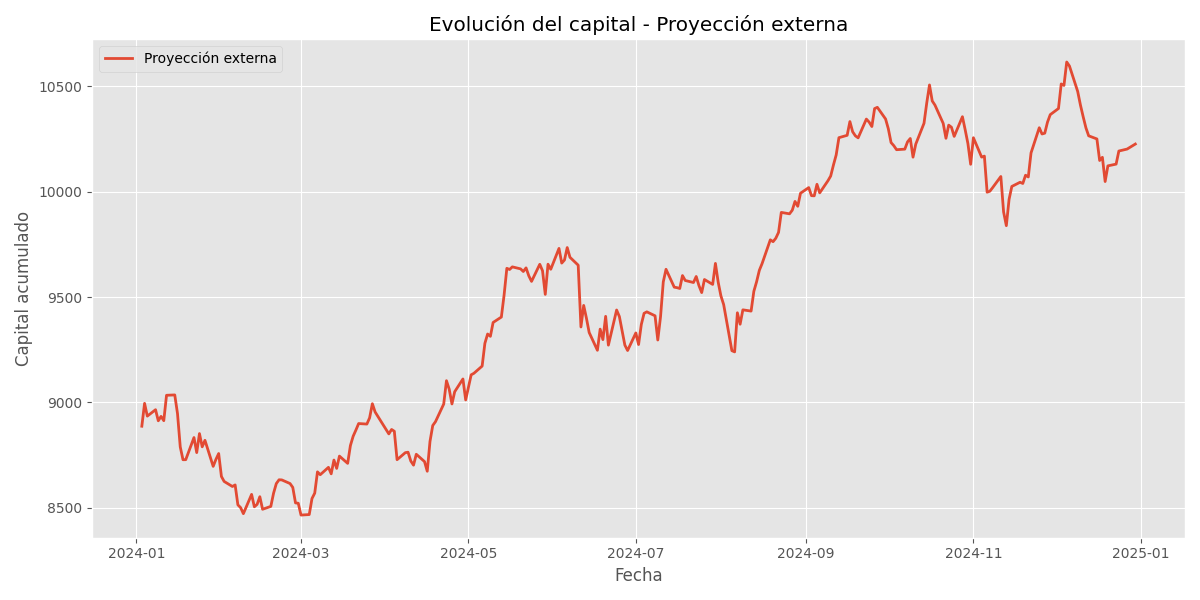 Evolución del capital - Proyección externa
Proyección externa
Capital acumulado
10500
10000
9500
9000
8500
2024-01 2024-03 2024-05 2024-07 2024-09 2024-11 2025-01
Fecha